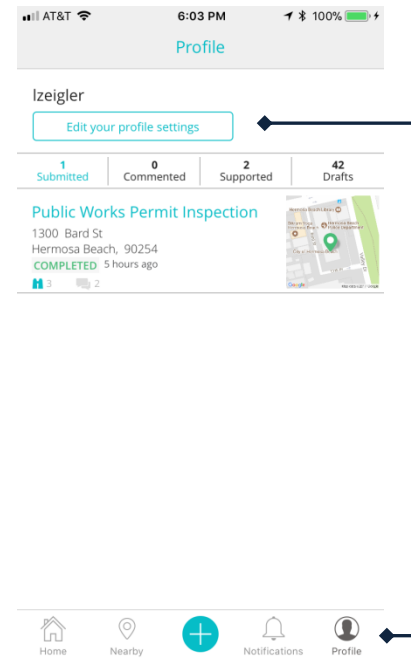 AT&T 6:03 PM 100%
Profile
lzeigler
Edit your profile settings
1 0 2 42
Submitted Commented Supported Drafts
Public Works Permit Inspection
1300 Bard St
Hermosa Beach, 90254
COMPLETED 5 hours ago
3 2
Google
Home Nearby Notifications Profile